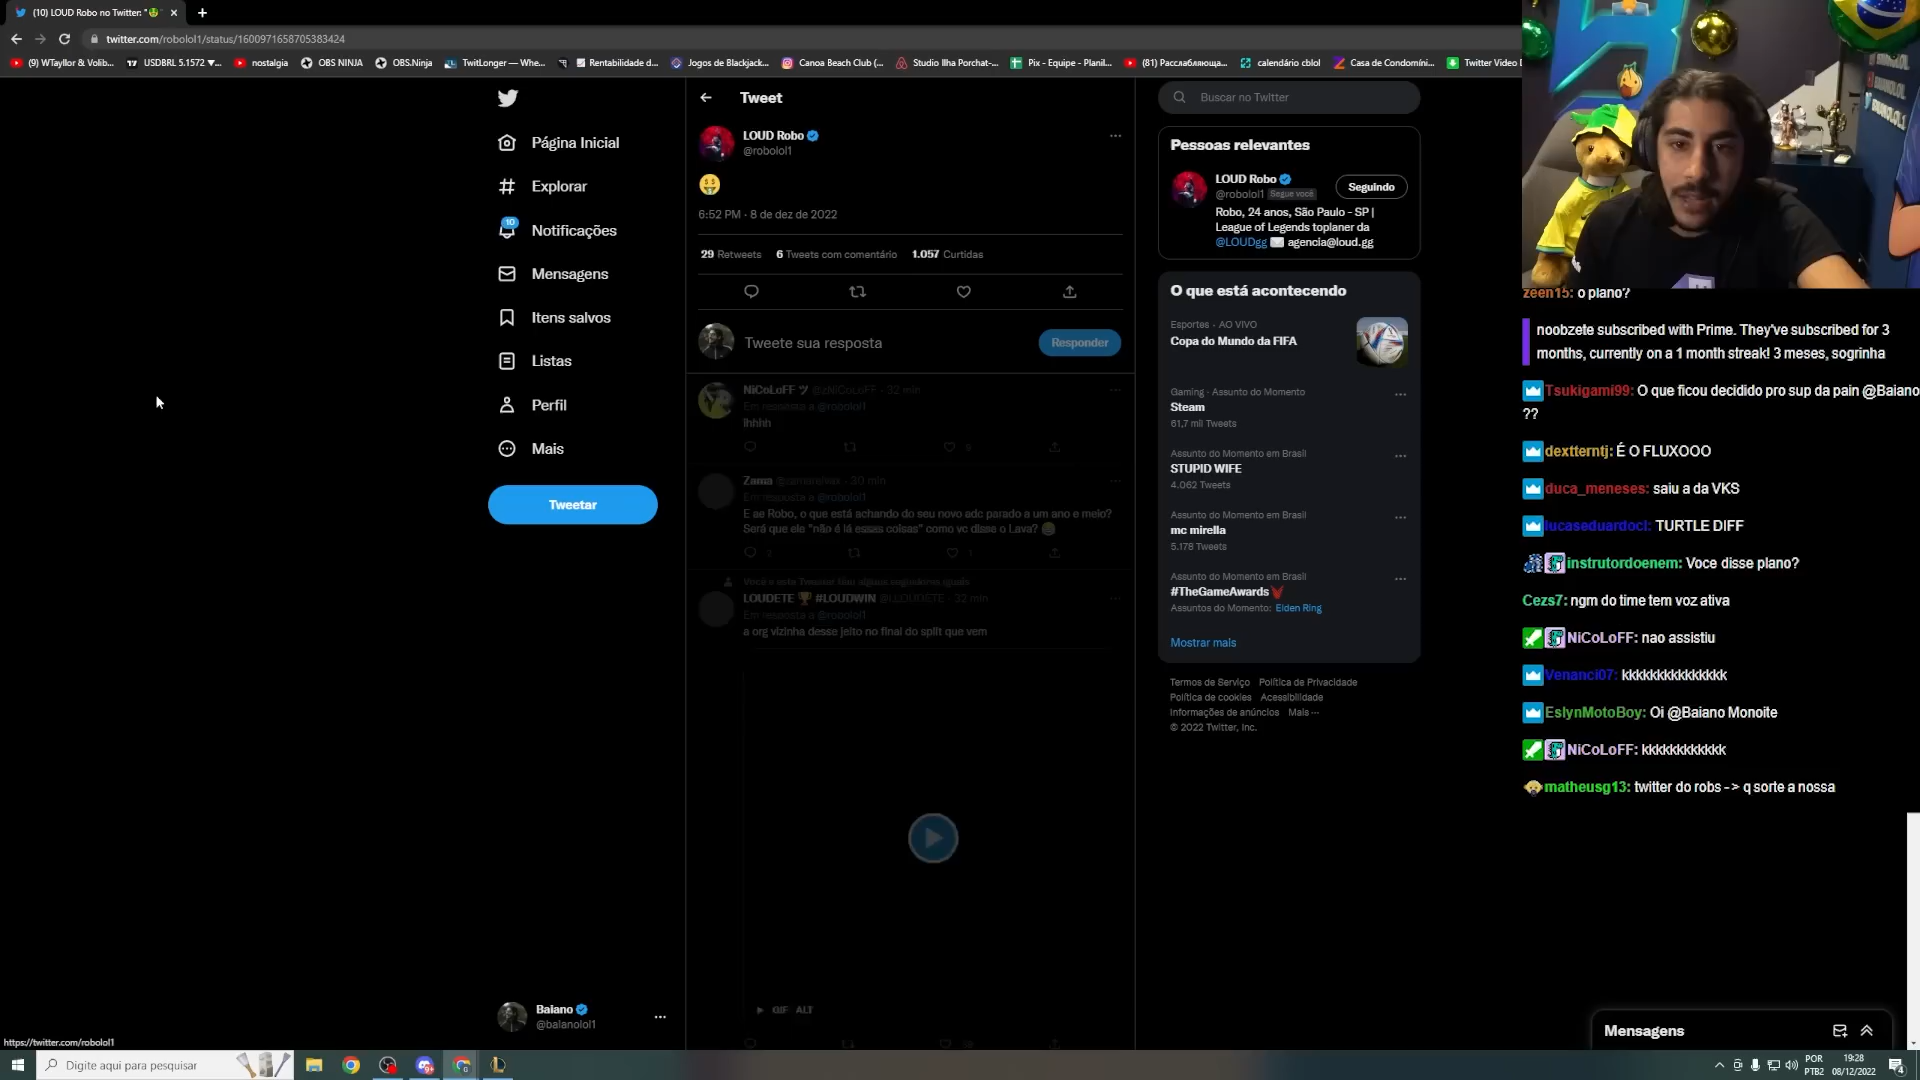 (10) LOUD Robo no Twitter: "🤑"
twitter.com/robolol1/status/1600971658705383424
(9) WTayllor & Volib...
USDBRL 5.1572 ▼...
nostalgia
OBS NINJA
OBS.Ninja
TwitLonger — Whe...
Rentabilidade d...
Jogos de Blackjack...
Canoa Beach Club (...
Studio Ilha Porchat-...
Pix - Equipe - Planil...
(81) Расслабляюща...
calendário cblol
Casa de Condomíni...
Twitter Video D
Página Inicial
Explorar
10
Notificações
Mensagens
Itens salvos
Listas
Perfil
Mais
Tweetar
Baiano
@baianolol1
Tweet
LOUD Robo
@robolol1
🤑
6:52 PM · 8 de dez de 2022
29 Retweets 6 Tweets com comentário 1.057 Curtidas
Tweete sua resposta
Responder
NiCoLoFF ツ @zNiCoLoFF · 32 min
Em resposta a @robolol1
Ihhhh
9
Zama · 30 min
Em resposta a @robolol1
E ae Robo, o que está achando do seu novo adc parado a um ano e meio?
Será que ele "não é lá essas coisas" como vc disse o Lava? 😂
2 1
LOUDETE 🏆 #LOUDWIN · 32 min
Em resposta a @robolol1
a org vizinha desse jeito no final do split que vem
GIF ALT
Buscar no Twitter
Pessoas relevantes
LOUD Robo
@robolol1 Segue você
Seguindo
Robo, 24 anos, São Paulo - SP |
League of Legends toplaner da
@LOUDgg ✉️ agencia@loud.gg
O que está acontecendo
Esportes · AO VIVO
Copa do Mundo da FIFA
Gaming · Assunto do Momento
Steam
61,7 mil Tweets
Assunto do Momento em Brasil
STUPID WIFE
4.062 Tweets
Assunto do Momento em Brasil
mc mirella
5.178 Tweets
Assunto do Momento em Brasil
#TheGameAwards
Assuntos do Momento: Elden Ring
Mostrar mais
Termos de Serviço Política de Privacidade
Política de cookies Acessibilidade
Informações de anúncios Mais ···
© 2022 Twitter, Inc.
zeen15: o plano?
noobzete subscribed with Prime. They've subscribed for 3
months, currently on a 1 month streak! 3 meses, sogrinha
Tsukigami99: O que ficou decidido pro sup da pain @Baiano
??
dextterntj: É O FLUXOOO
duca_meneses: saiu a da VKS
lucaseduardocl: TURTLE DIFF
instrutordoenem: Voce disse plano?
Cezs7: ngm do time tem voz ativa
NiCoLoFF: nao assistiu
Venanci07: kkkkkkkkkkkkkkk
EslynMotoBoy: Oi @Baiano Monoite
NiCoLoFF: kkkkkkkkkkkk
matheusg13: twitter do robs -> q sorte a nossa
Mensagens
https://twitter.com/robolol1
Digite aqui para pesquisar
POR
PTB2
19:28
08/12/2022
4